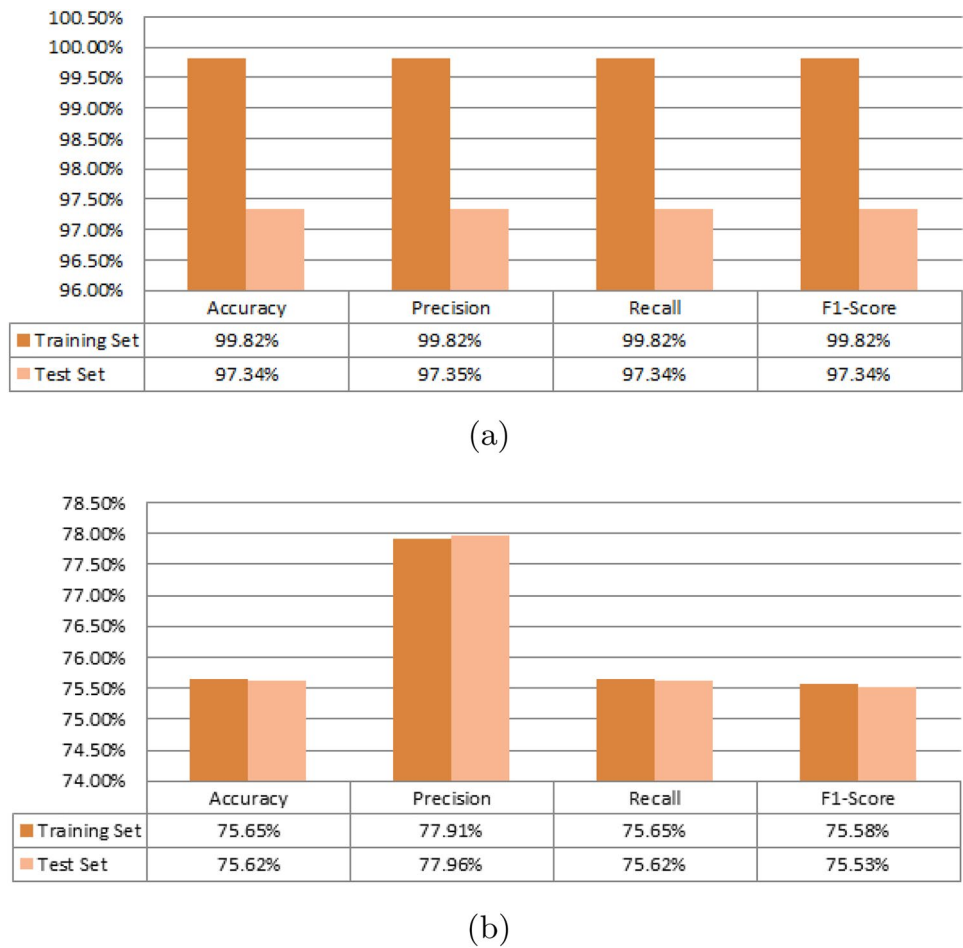 100.50%
100.00%
99.50%
99.00%
98.50%
98.00%
97.50%
97.00%
96.50%
96.00%
Accuracy Precision Recall F1-Score
Training Set 99.82% 99.82% 99.82% 99.82%
Test Set 97.34% 97.35% 97.34% 97.34%
(a)
78.50%
78.00%
77.50%
77.00%
76.50%
76.00%
75.50%
75.00%
74.50%
74.00%
Accuracy Precision Recall F1-Score
Training Set 75.65% 77.91% 75.65% 75.58%
Test Set 75.62% 77.96% 75.62% 75.53%
(b)